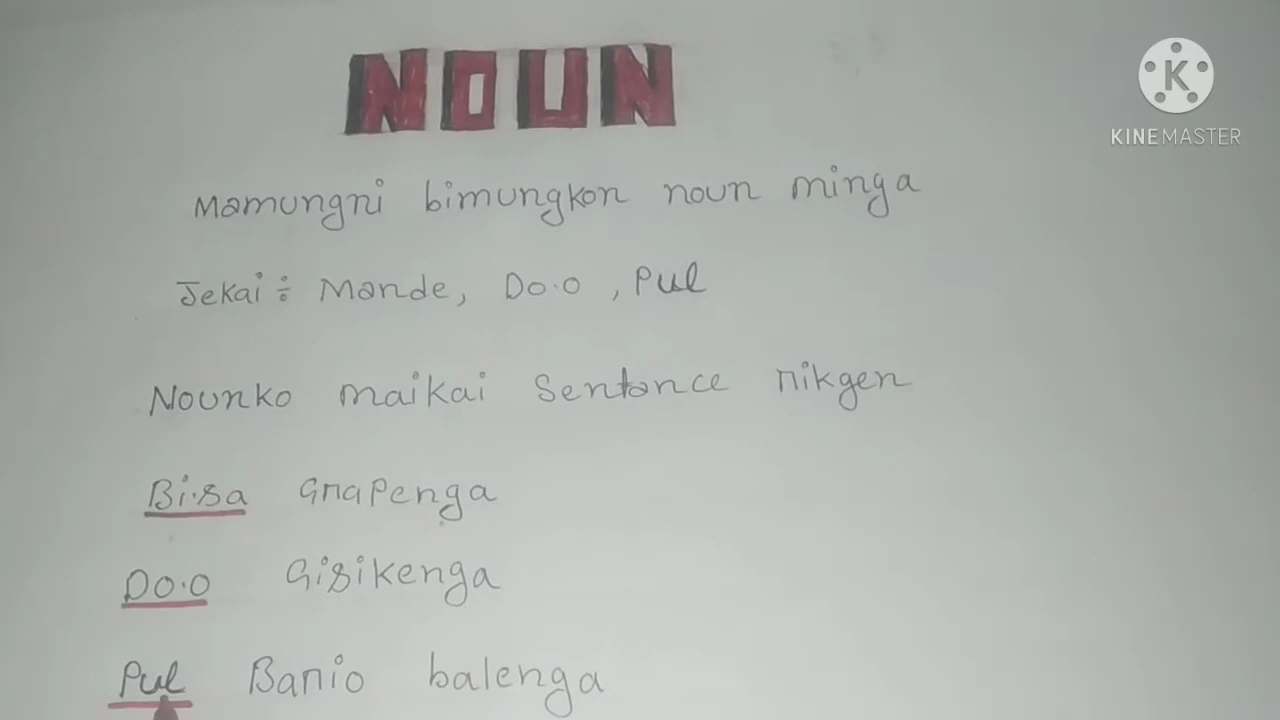 NOUN
KINEMASTER
Mamungni bimungkon noun minga
Jekai ÷ Mande, Do·o, Pul
Nounko maikai sentance nikgen
Bi·sa Grapenga
Do·o Gisikenga
Pul Banio balenga